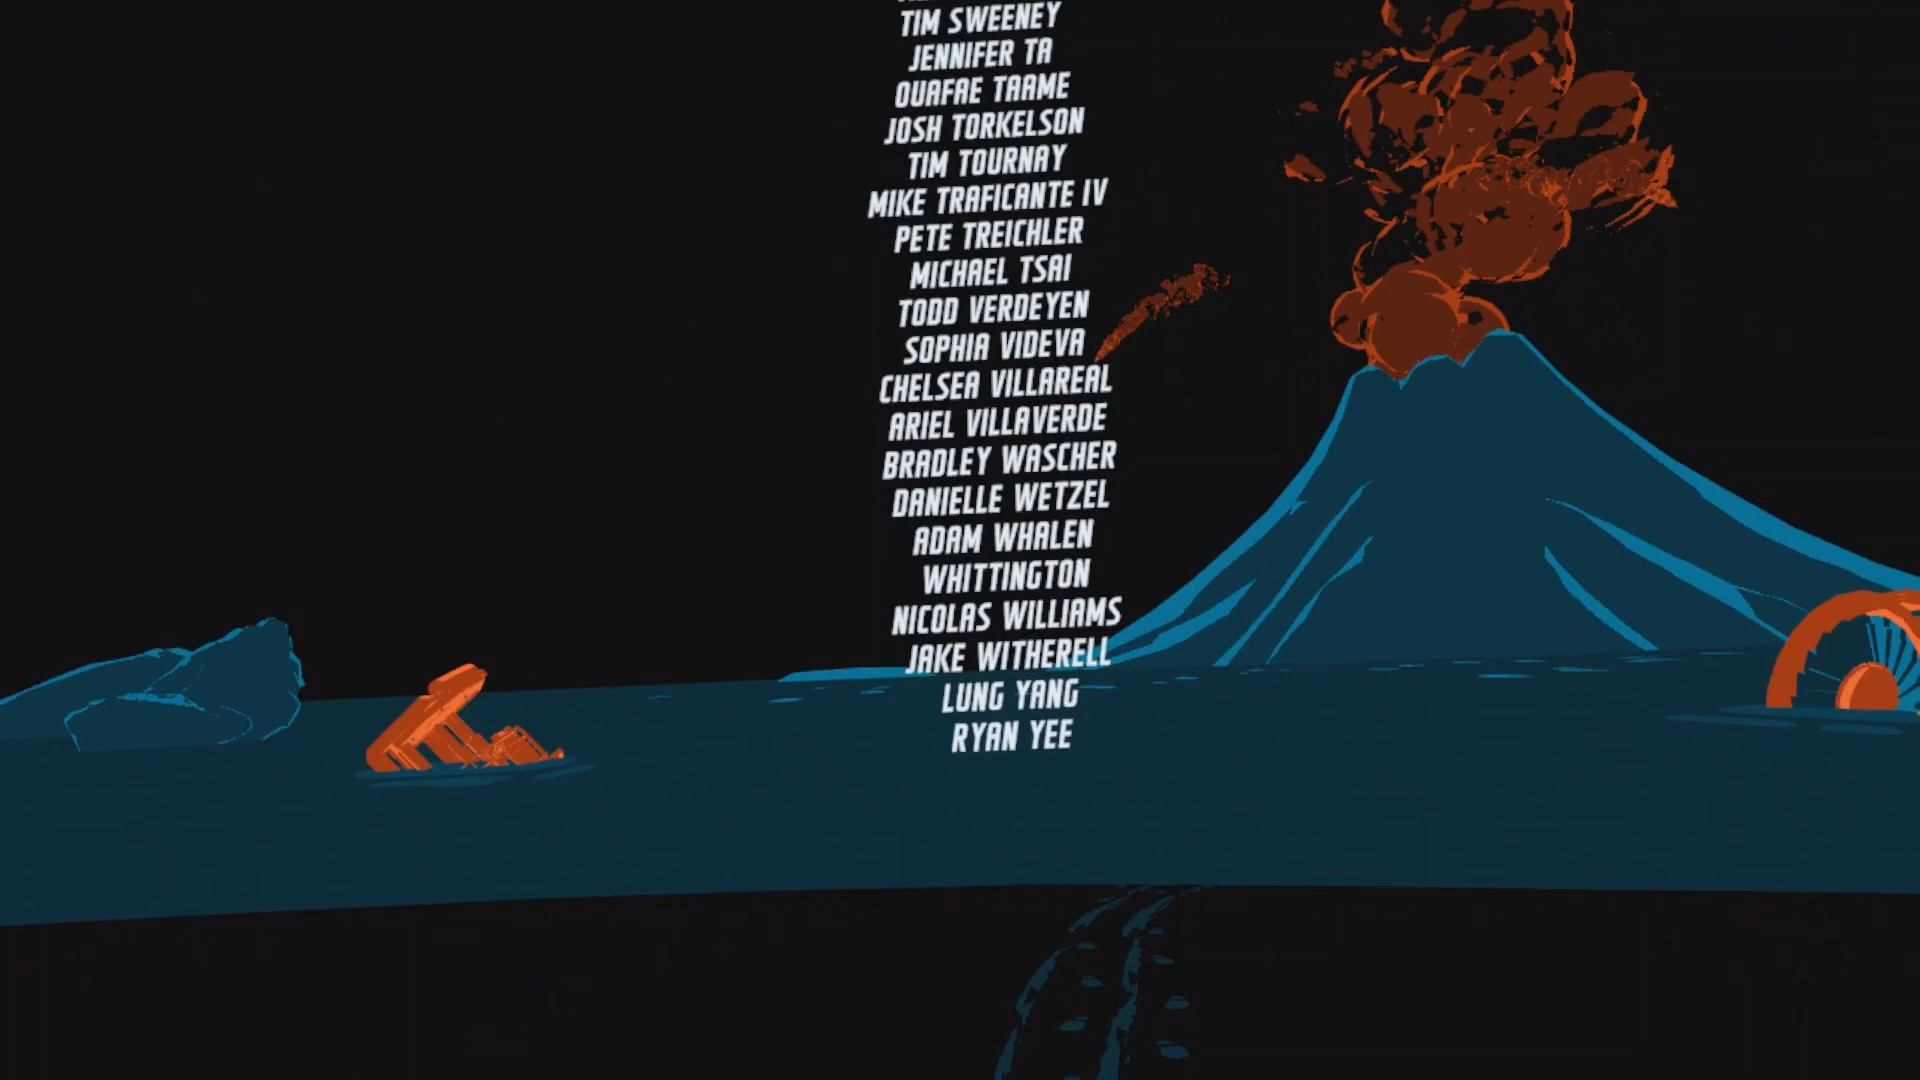 TIM SWEENEY
JENNIFER TA
OUAFAE TAAME
JOSH TORKELSON
TIM TOURNAY
MIKE TRAFICANTE IV
PETE TREICHLER
MICHAEL TSAI
TODD VERDEYEN
SOPHIA VIDEVA
CHELSEA VILLAREAL
ARIEL VILLAVERDE
BRADLEY WASCHER
DANIELLE WETZEL
ADAM WHALEN
WHITTINGTON
NICOLAS WILLIAMS
JAKE WITHERELL
LUNG YANG
RYAN YEE